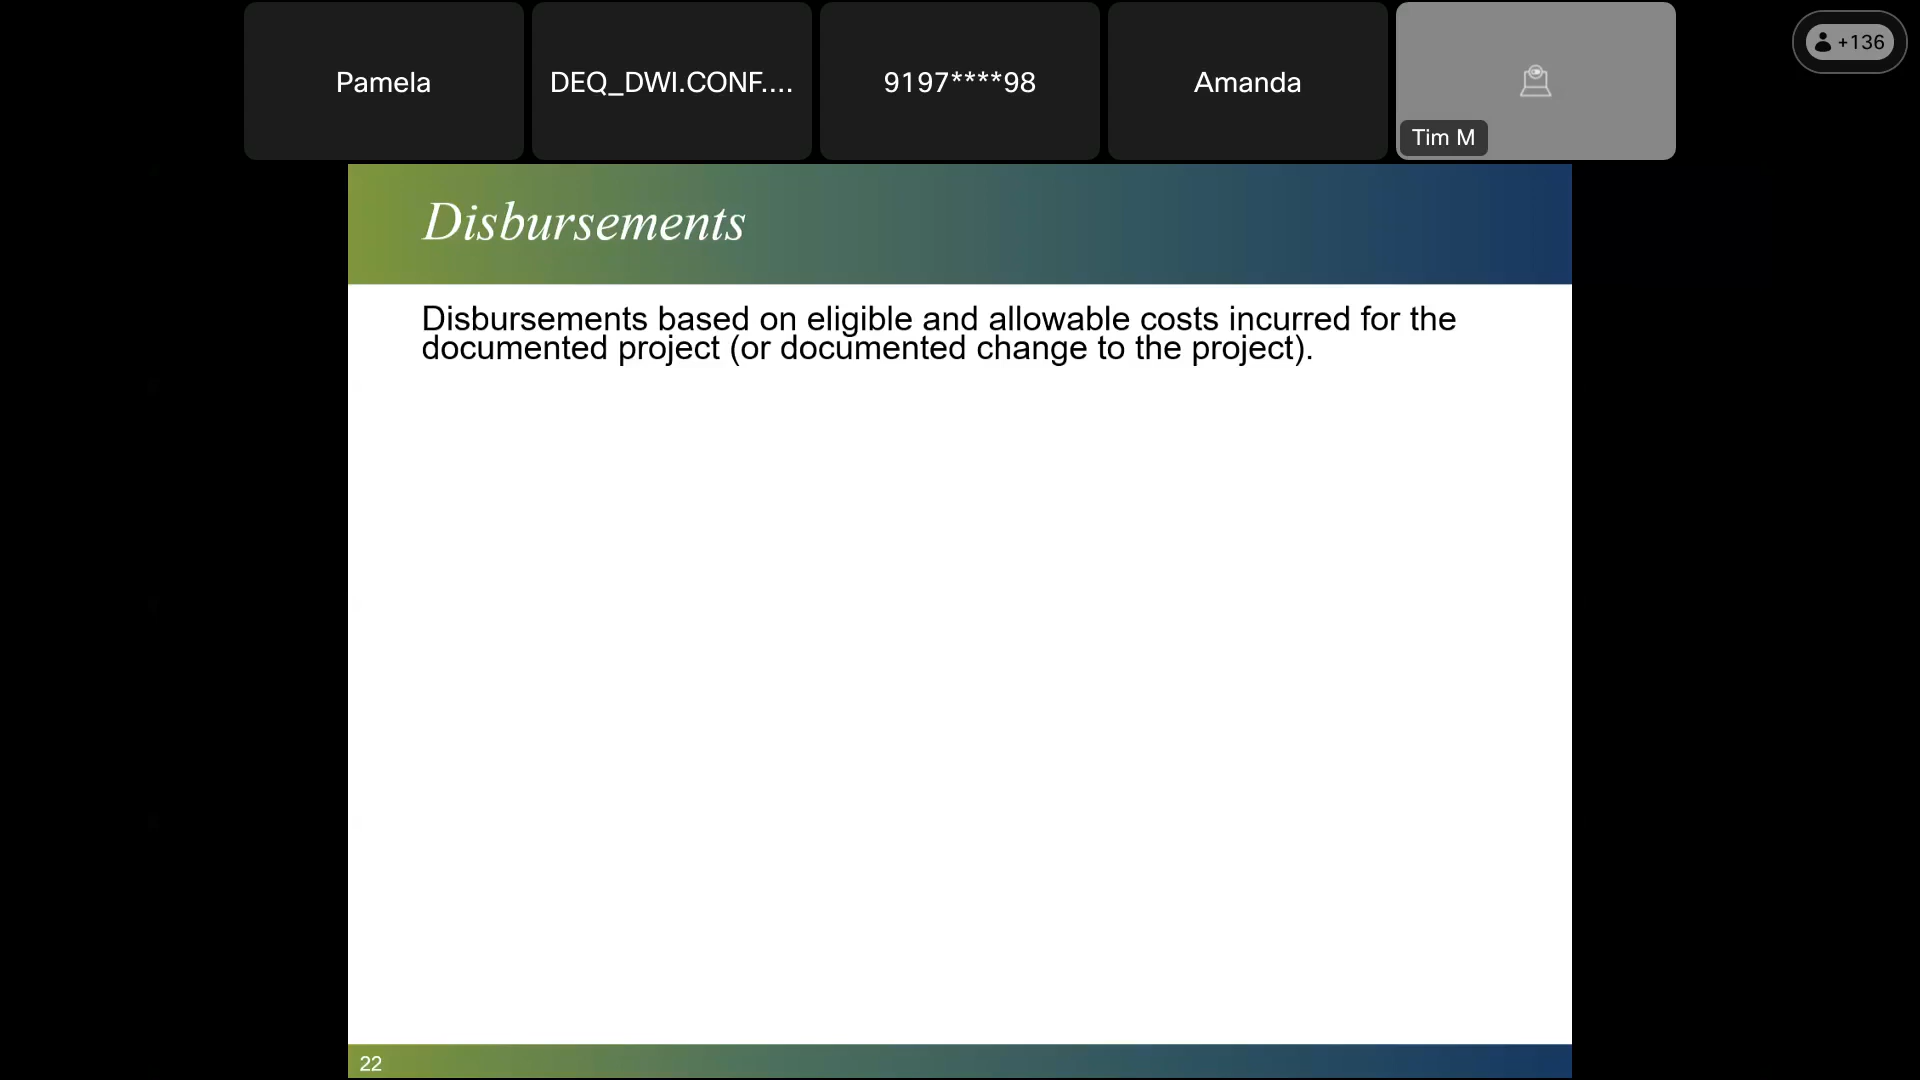 Pamela
DEQ_DWI.CONF....
9197****98
Amanda
Tim M
+136
Disbursements
Disbursements based on eligible and allowable costs incurred for the
documented project (or documented change to the project).
22